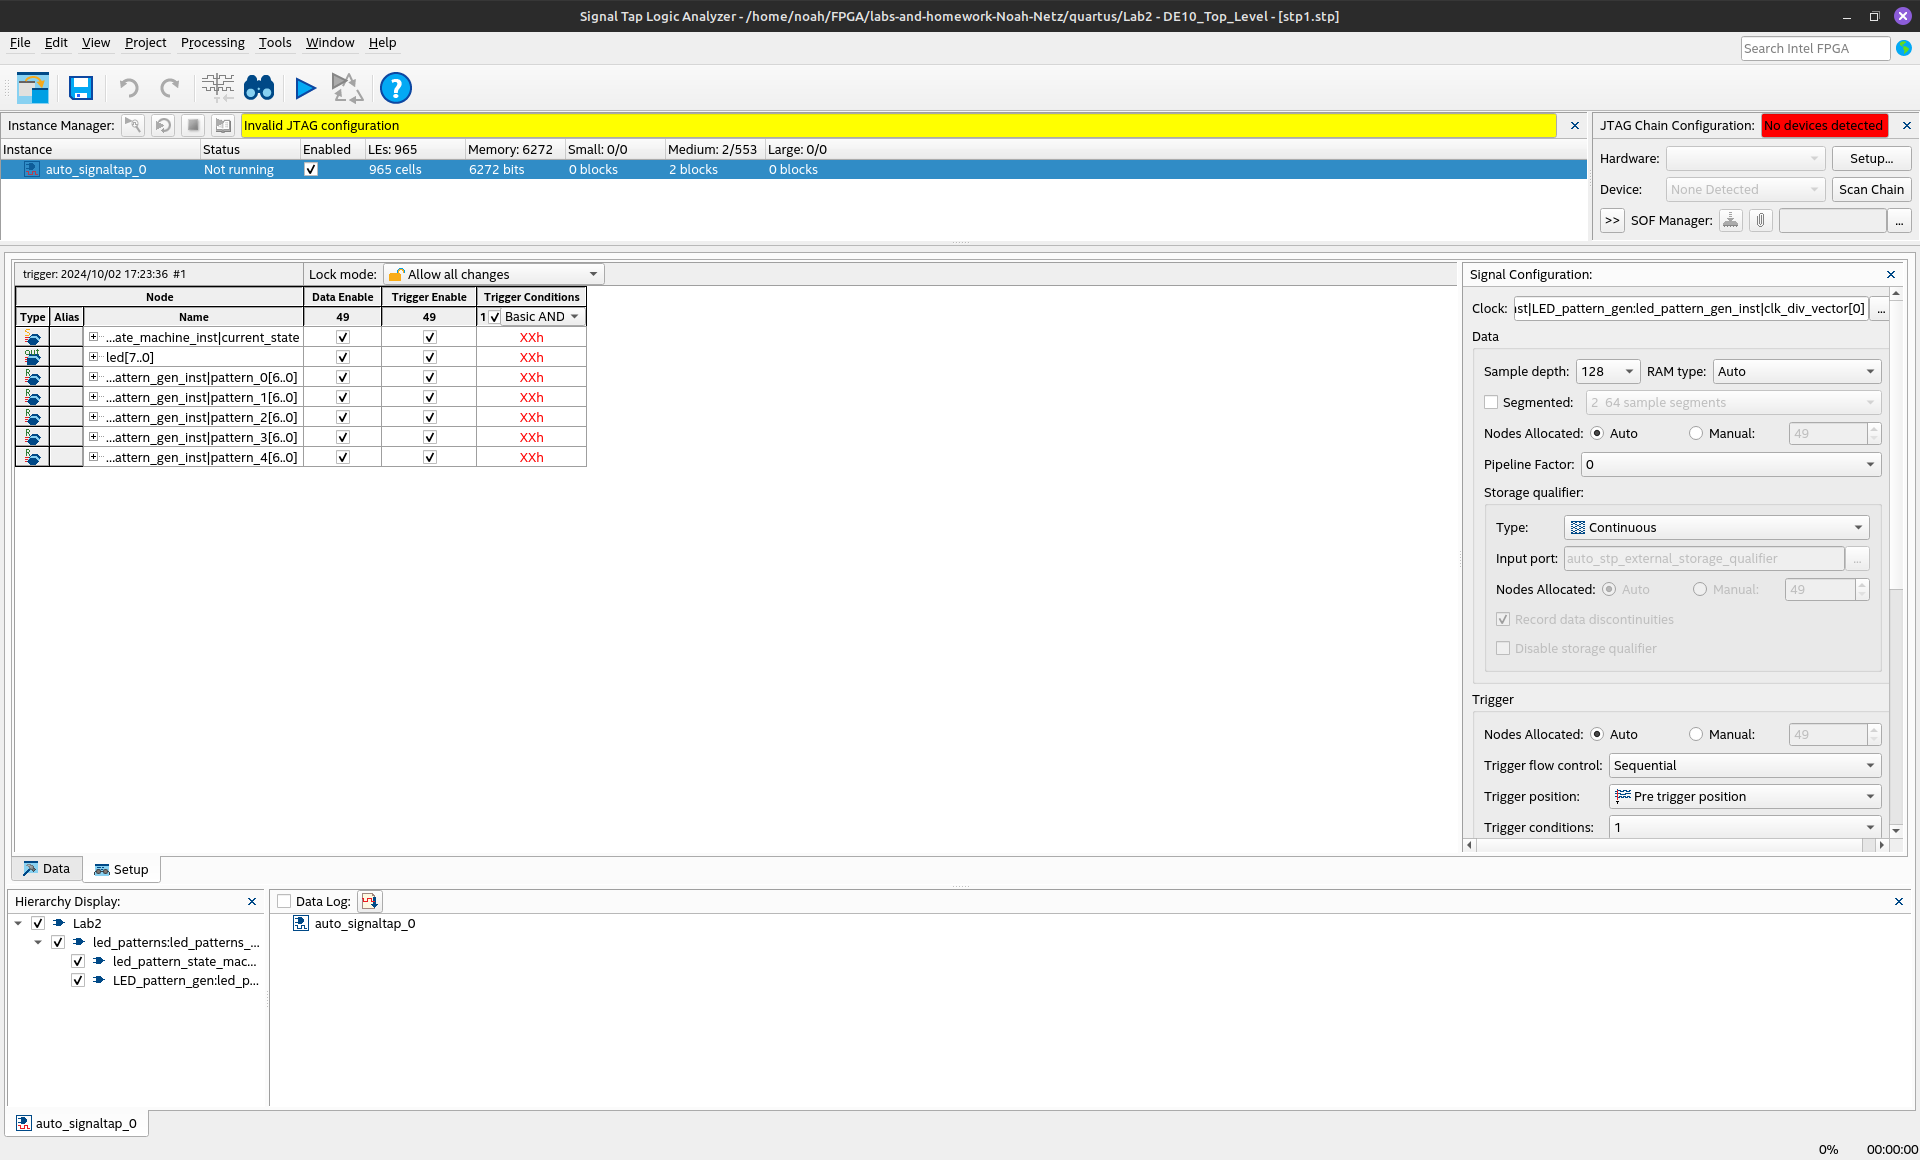 Signal Tap Logic Analyzer - /home/noah/FPGA/labs-and-homework-Noah-Netz/quartus/Lab2 - DE10_Top_Level - [stp1.stp]
File Edit View Project Processing Tools Window Help
Search Intel FPGA
Instance Manager: Invalid JTAG configuration
Instance Status Enabled LEs: 965 Memory: 6272 Small: 0/0 Medium: 2/553 Large: 0/0
auto_signaltap_0 Not running 965 cells 6272 bits 0 blocks 2 blocks 0 blocks
JTAG Chain Configuration: No devices detected
Hardware: Setup...
Device: None Detected Scan Chain
>> SOF Manager: ...
trigger: 2024/10/02 17:23:36 #1 Lock mode: Allow all changes
Node Data Enable Trigger Enable Trigger Conditions
Type Alias Name 49 49 1 Basic AND
...ate_machine_inst|current_state XXh
led[7..0] XXh
...attern_gen_inst|pattern_0[6..0] XXh
...attern_gen_inst|pattern_1[6..0] XXh
...attern_gen_inst|pattern_2[6..0] XXh
...attern_gen_inst|pattern_3[6..0] XXh
...attern_gen_inst|pattern_4[6..0] XXh
Signal Configuration:
Clock: ıst|LED_pattern_gen:led_pattern_gen_inst|clk_div_vector[0] ...
Data
Sample depth: 128 RAM type: Auto
Segmented: 2 64 sample segments
Nodes Allocated: Auto Manual: 49
Pipeline Factor: 0
Storage qualifier:
Type: Continuous
Input port: auto_stp_external_storage_qualifier ...
Nodes Allocated: Auto Manual: 49
Record data discontinuities
Disable storage qualifier
Trigger
Nodes Allocated: Auto Manual: 49
Trigger flow control: Sequential
Trigger position: Pre trigger position
Trigger conditions: 1
Data Setup
Hierarchy Display:
Lab2
led_patterns:led_patterns_...
led_pattern_state_mac...
LED_pattern_gen:led_p...
Data Log:
auto_signaltap_0
auto_signaltap_0
0% 00:00:00